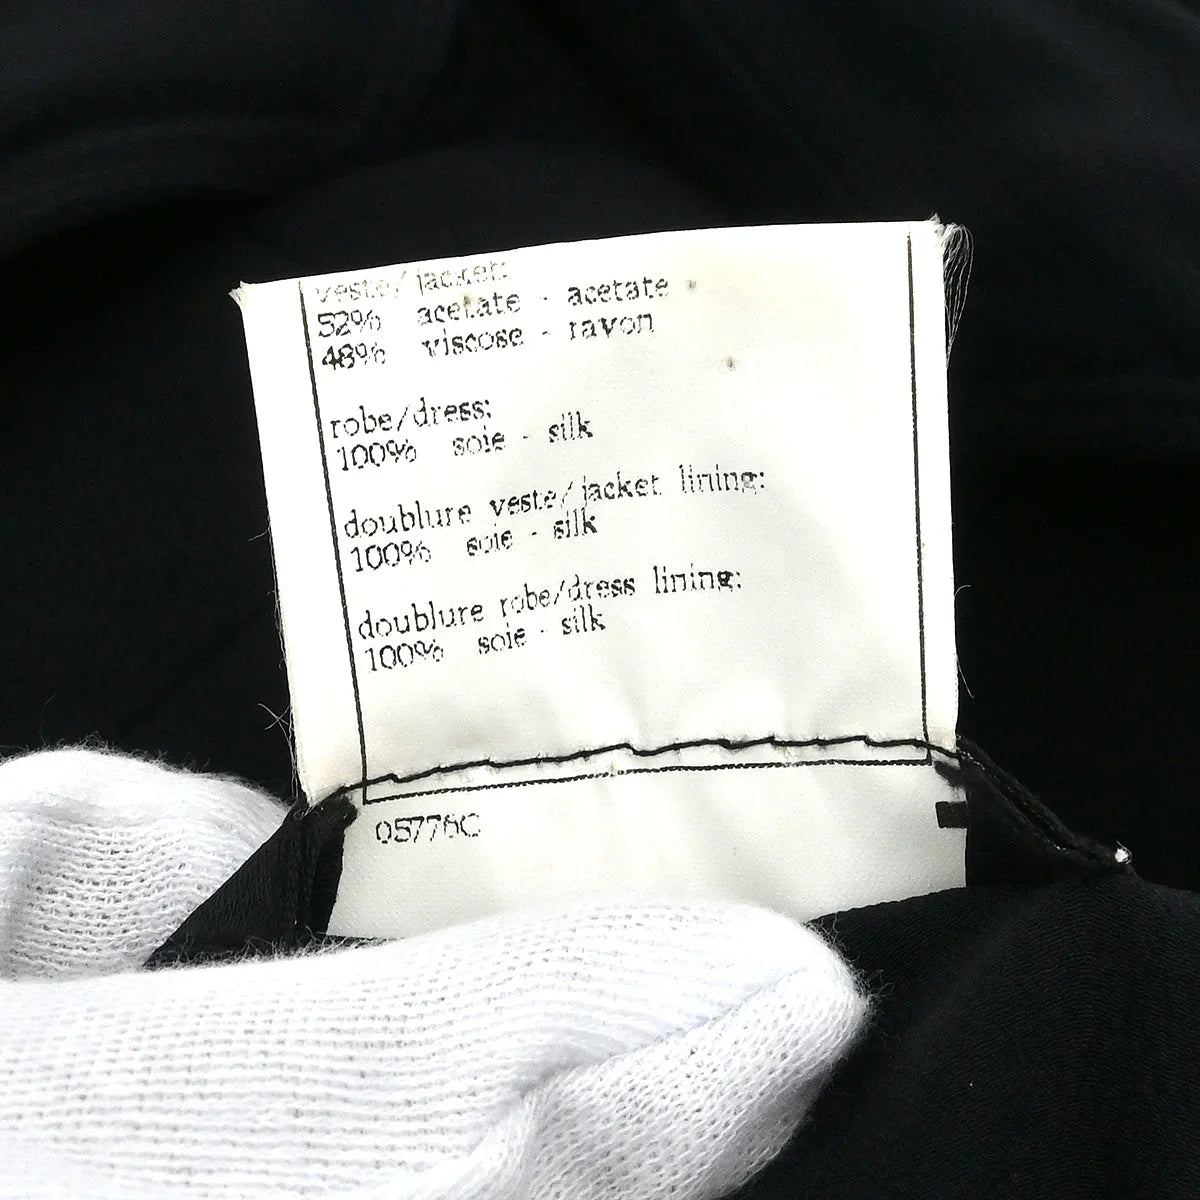 veste/jacket:
52% acetate - acetate
48% viscose - rayon
robe/dress:
100% soie - silk
doublure veste/jacket lining:
100% soie - silk
doublure robe/dress lining:
100% soie - silk
05776C